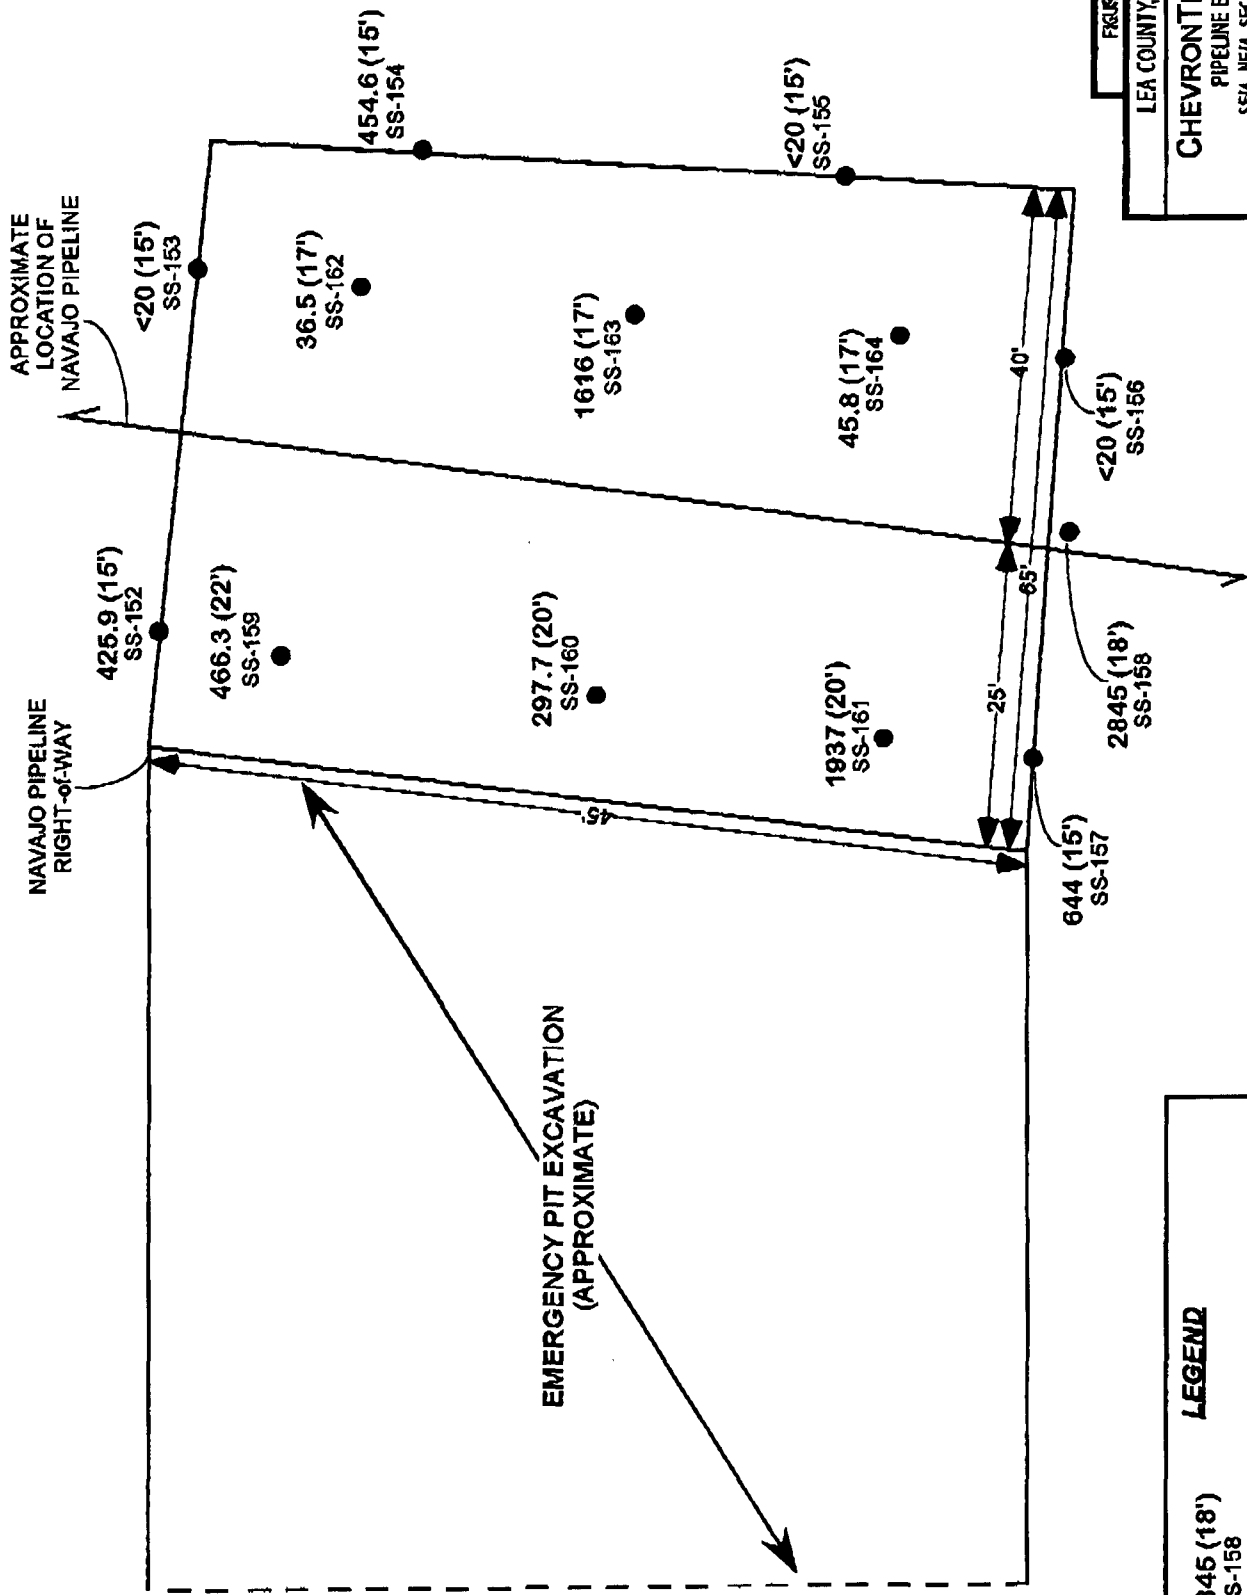 APPROXIMATE
LOCATION OF
NAVAJO PIPELINE
NAVAJO PIPELINE
RIGHT-of-WAY
425.9 (15')
SS-152
<20 (15')
SS-153
454.6 (15')
SS-154
<20 (15')
SS-155
466.3 (22')
SS-159
36.5 (17')
SS-162
297.7 (20')
SS-160
1616 (17')
SS-163
1937 (20')
SS-161
45.8 (17')
SS-164
45'
25'
40'
65'
644 (15')
SS-157
2845 (18')
SS-158
<20 (15')
SS-156
EMERGENCY PIT EXCAVATION
(APPROXIMATE)
LEGEND
845 (18')
S-158
LEA COUNTY,
PIPELINE